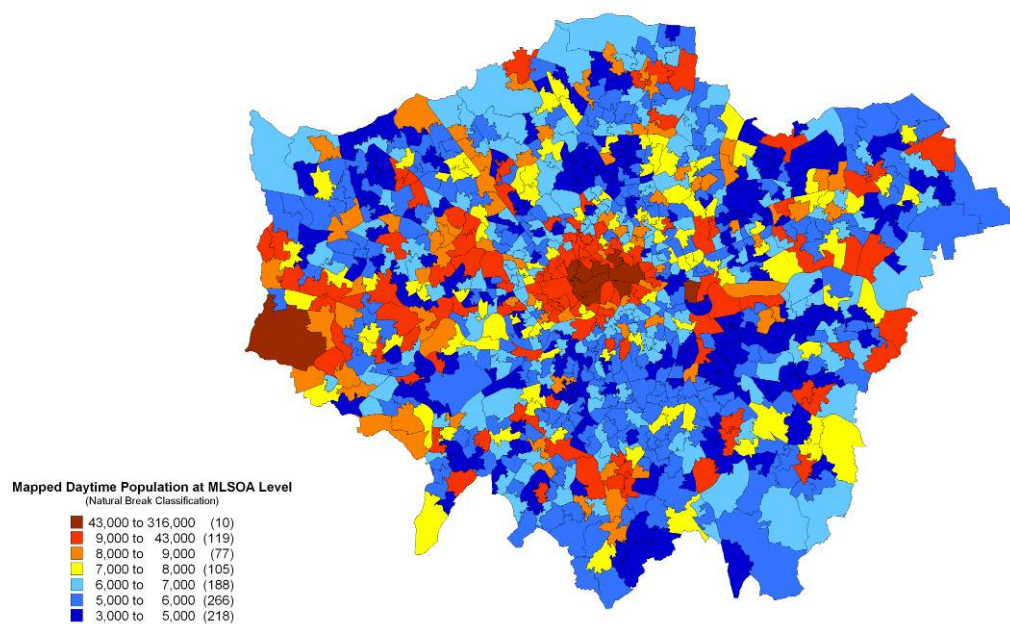 Mapped Daytime Population at MLSOA Level
(Natural Break Classification)
43,000 to 316,000 (10)
9,000 to 43,000 (119)
8,000 to 9,000 (77)
7,000 to 8,000 (105)
6,000 to 7,000 (188)
5,000 to 6,000 (266)
3,000 to 5,000 (218)